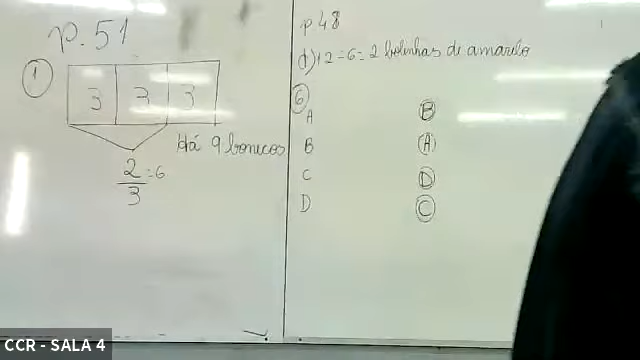 p. 51
1
3 3 3
Há 9 bonecos
2/3 = 6
p. 48
d) 12 = 6 = 2 bolinhas de amarelo
6
A B
B A
C D
D C
CCR - SALA 4